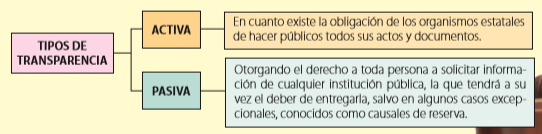 TIPOS DE
TRANSPARENCIA
ACTIVA
En cuanto existe la obligación de los organismos estatales
de hacer públicos todos sus actos y documentos.
PASIVA
Otorgando el derecho a toda persona a solicitar informa-
ción de cualquier institución pública, la que tendrá a su
vez el deber de entregarla, salvo en algunos casos excep-
cionales, conocidos como causales de reserva.